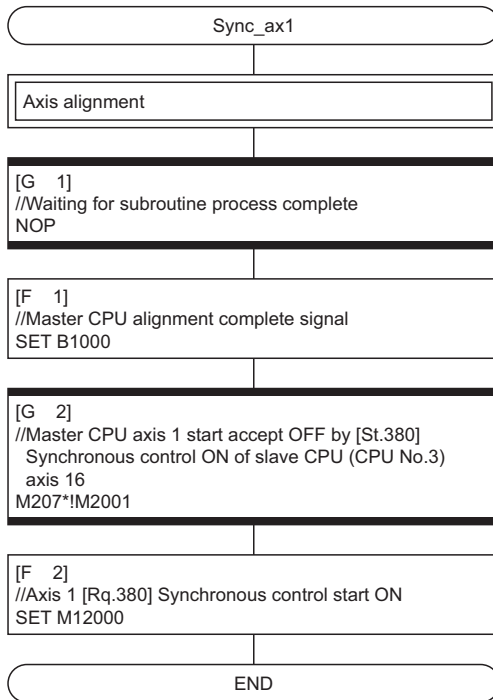 Sync_ax1
Axis alignment
[G 1]
//Waiting for subroutine process complete
NOP
[F 1]
//Master CPU alignment complete signal
SET B1000
[G 2]
//Master CPU axis 1 start accept OFF by [St.380]
Synchronous control ON of slave CPU (CPU No.3)
axis 16
M207*!M2001
[F 2]
//Axis 1 [Rq.380] Synchronous control start ON
SET M12000
END